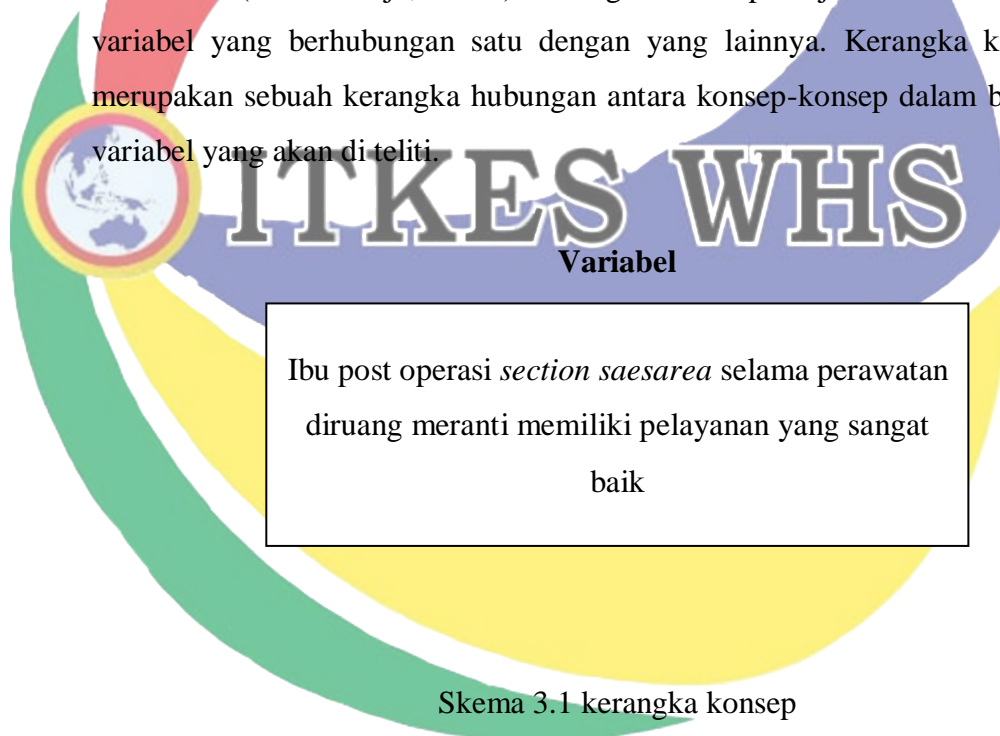 variabel yang berhubungan satu dengan yang lainnya. Kerangka
merupakan sebuah kerangka hubungan antara konsep-konsep dalam
variabel yang akan di teliti.
ITKES WHS
Variabel
Ibu post operasi section saesarea selama perawatan
diruang meranti memiliki pelayanan yang sangat
baik
Skema 3.1 kerangka konsep